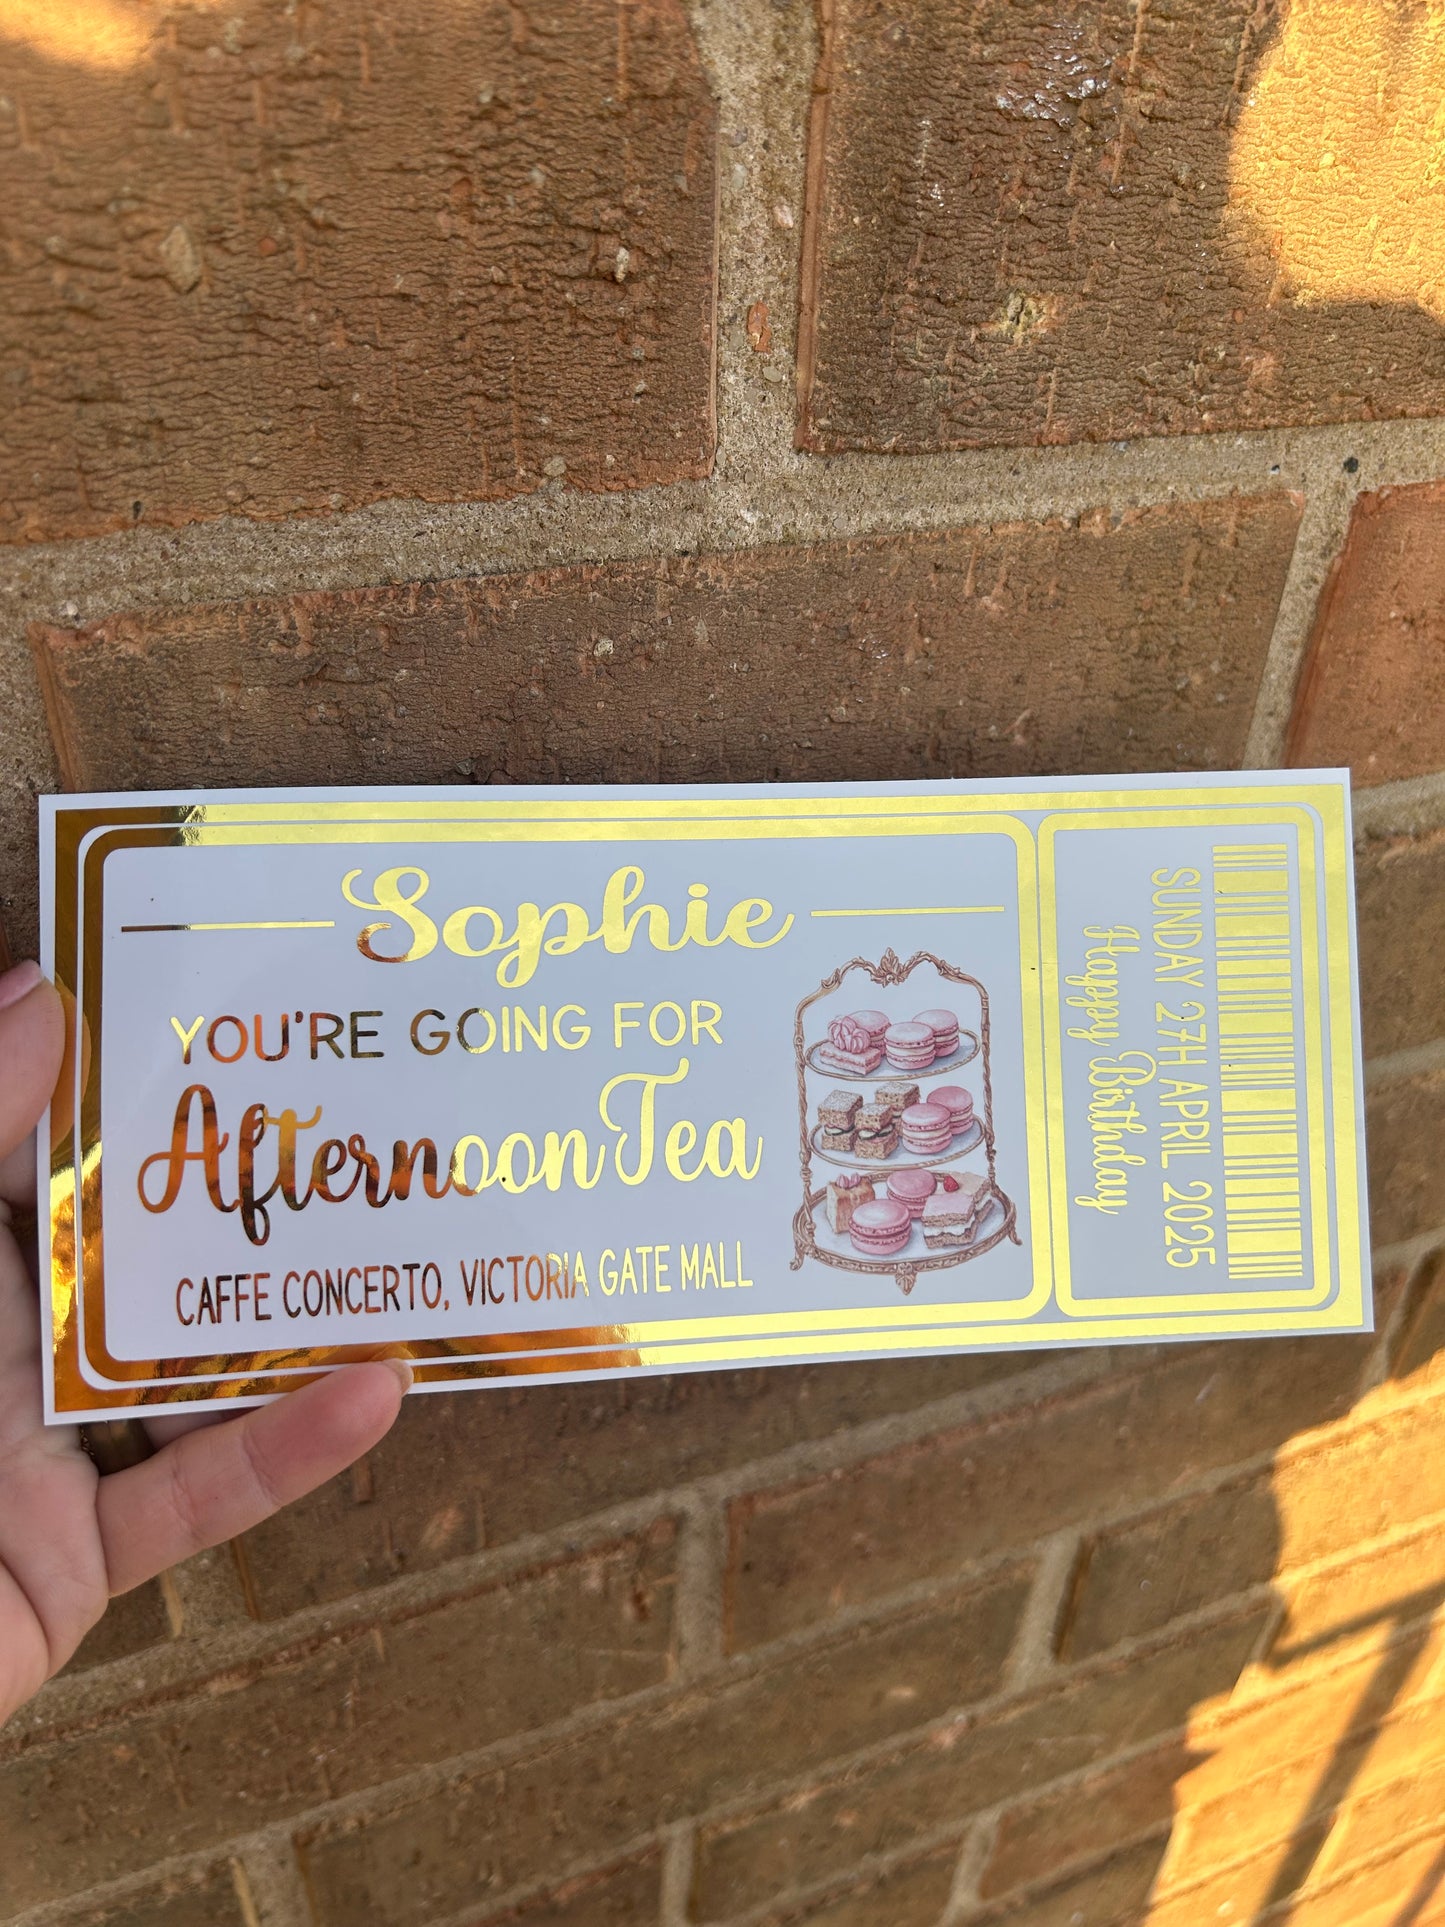 Sophie
YOU'RE GOING FOR
Afternoon Tea
CAFFE CONCERTO, VICTORIA GATE MALL
SUNDAY 27H APRIL 2025
Happy Birthday